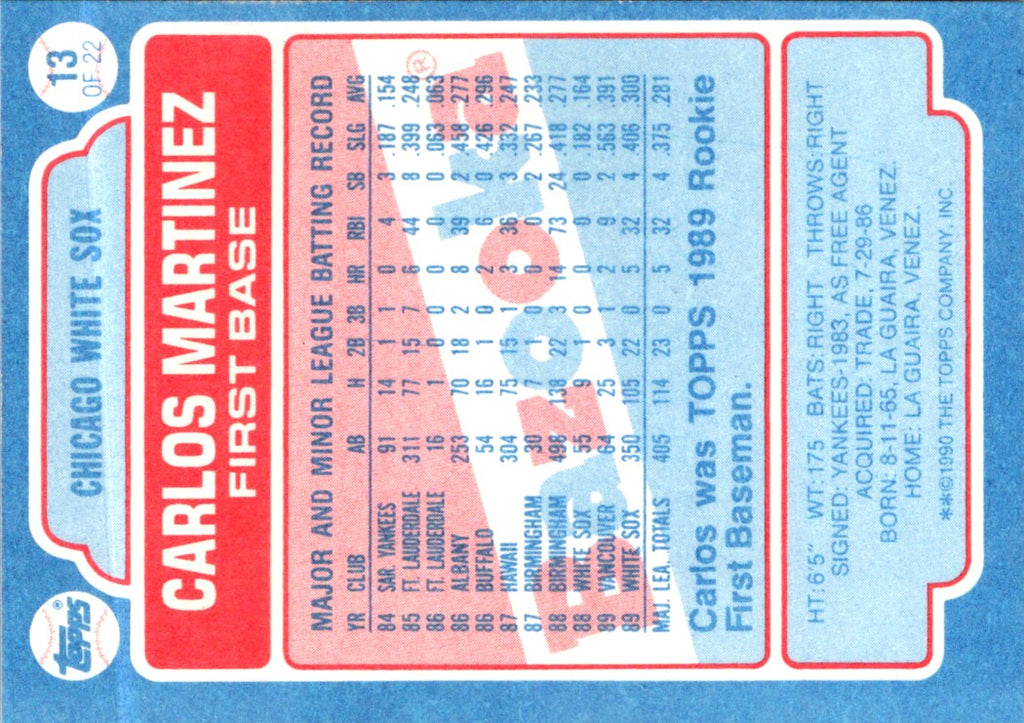 13
OF 22
CHICAGO WHITE SOX
Topps®
CARLOS MARTINEZ
FIRST BASE
MAJOR AND MINOR LEAGUE BATTING RECORD
YR CLUB AB H 2B 3B HR RBI SB SLG AVG
84 SAR YANKEES 91 14 1 1 0 4 3 .187 .154
85 FT. LAUDERDALE 311 77 15 7 6 44 8 .399 .248
86 FT. LAUDERDALE 16 1 0 0 0 0 0 .063 .063
86 ALBANY 253 70 18 2 8 39 2 .458 .277
86 BUFFALO 54 16 1 0 2 6 0 .426 .296
87 HAWAII 304 75 15 1 3 36 3 .332 .247
87 BIRMINGHAM 30 7 1 0 0 0 2 .267 .233
88 BIRMINGHAM 498 138 22 3 14 73 24 .418 .277
88 WHITE SOX 55 9 1 0 0 0 0 .182 .164
89 VANCOUVER 64 25 3 1 2 9 2 .563 .391
89 WHITE SOX 350 105 22 0 5 32 4 .406 .300
MAJ. LEA. TOTALS 405 114 23 0 5 32 4 .375 .281
Bazooka®
Carlos was TOPPS 1989 Rookie
First Baseman.
HT:6'5" WT:175 BATS:RIGHT THROWS:RIGHT
SIGNED: YANKEES-1983, AS FREE AGENT
ACQUIRED: TRADE, 7-29-86
BORN: 8-11-65, LA GUAIRA, VENEZ.
HOME: LA GUAIRA, VENEZ.
**©1990 THE TOPPS COMPANY, INC.